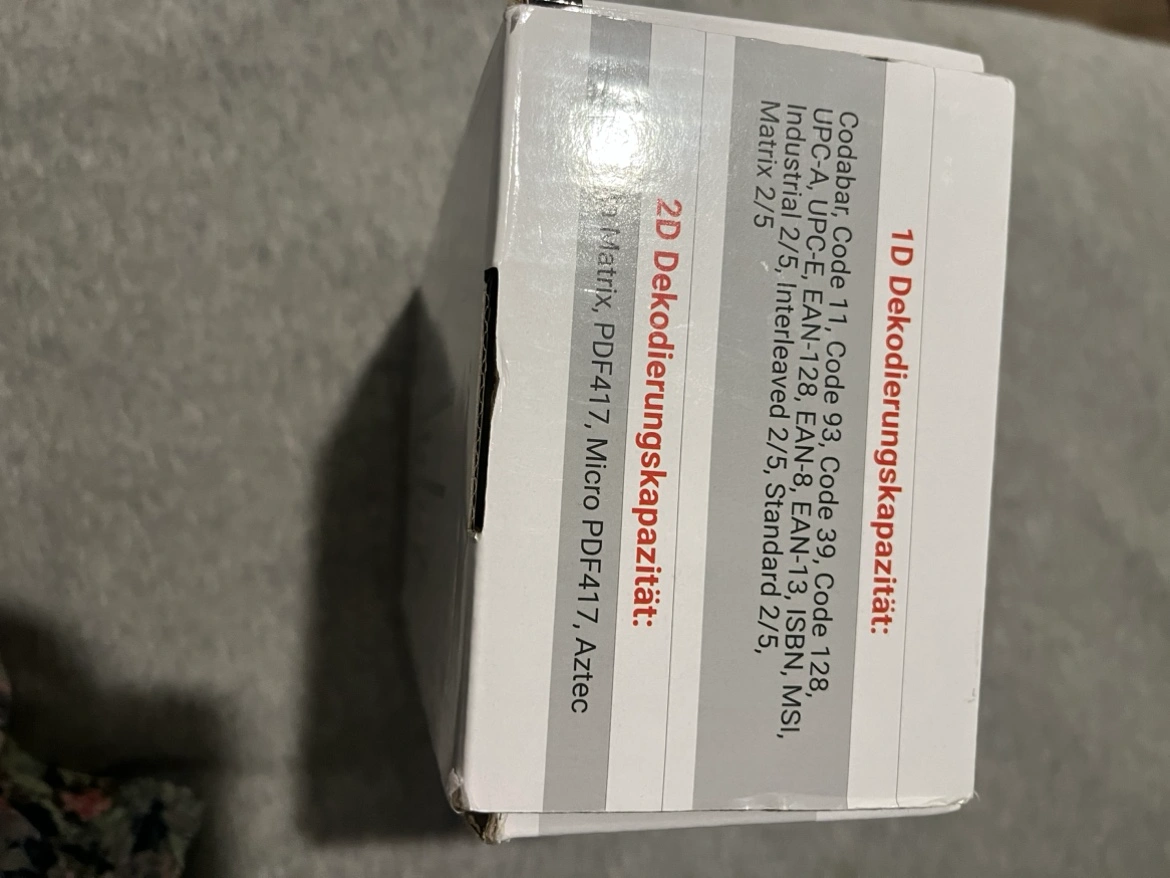 1D Dekodierungskapazität:
Codabar, Code 11, Code 93, Code 39, Code 128,
UPC-A, UPC-E, EAN-128, EAN-8, EAN-13, ISBN, MSI,
Industrial 2/5, Interleaved 2/5, Standard 2/5,
Matrix 2/5
2D Dekodierungskapazität:
Matrix, PDF417, Micro PDF417, Aztec